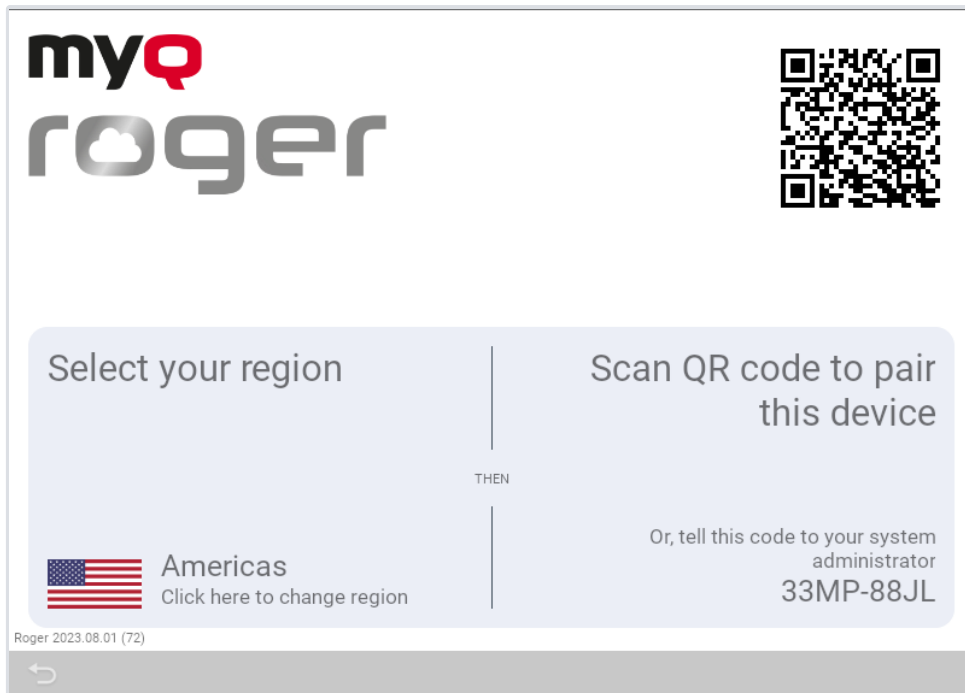 myQ
roger
Select your region
Scan QR code to pair
this device
THEN
Americas
Click here to change region
Or, tell this code to your system
administrator
33MP-88JL
Roger 2023.08.01 (72)